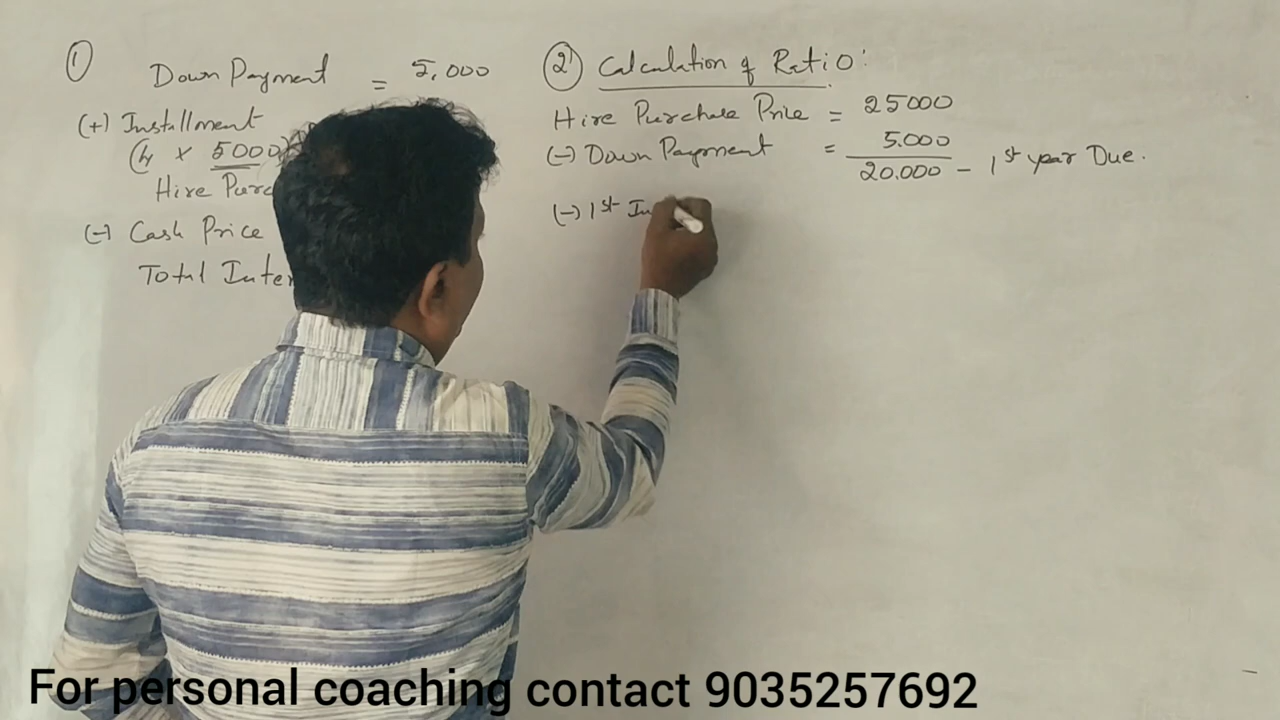 ①
Down Payment = 5,000
(+) Installment
(4 × 5000)
Hire Purc
(-) Cash Price
Total Inter
② Calculation of Ratio:
Hire Purchase Price = 25000
(-) Down Payment = 5.000
20.000 - 1st year Due.
(-) 1st In
For personal coaching contact 9035257692